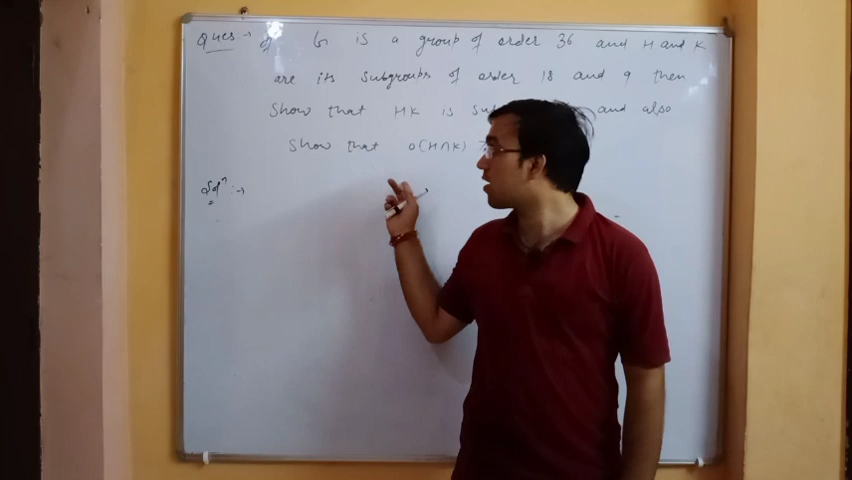 Ques → If G is a group of order 36 and H and K
are its subgroups of order 18 and 9 then
Show that HK is and also
Show that o(H∩K)
Solⁿ :→